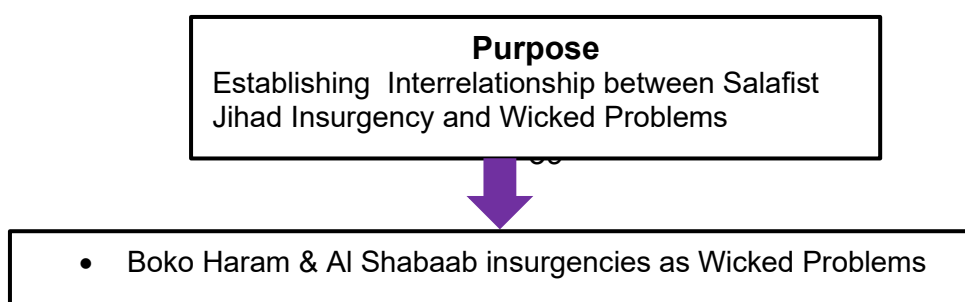 Purpose
Establishing Interrelationship between Salafist
Jihad Insurgency and Wicked Problems
• Boko Haram & Al Shabaab insurgencies as Wicked Problems